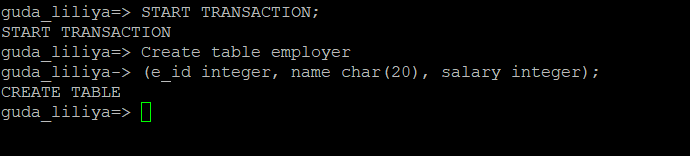 guda_liliya=> START TRANSACTION;
START TRANSACTION
guda_liliya=> Create table employer
guda_liliya-> (e_id integer, name char(20), salary integer);
CREATE TABLE
guda_liliya=>